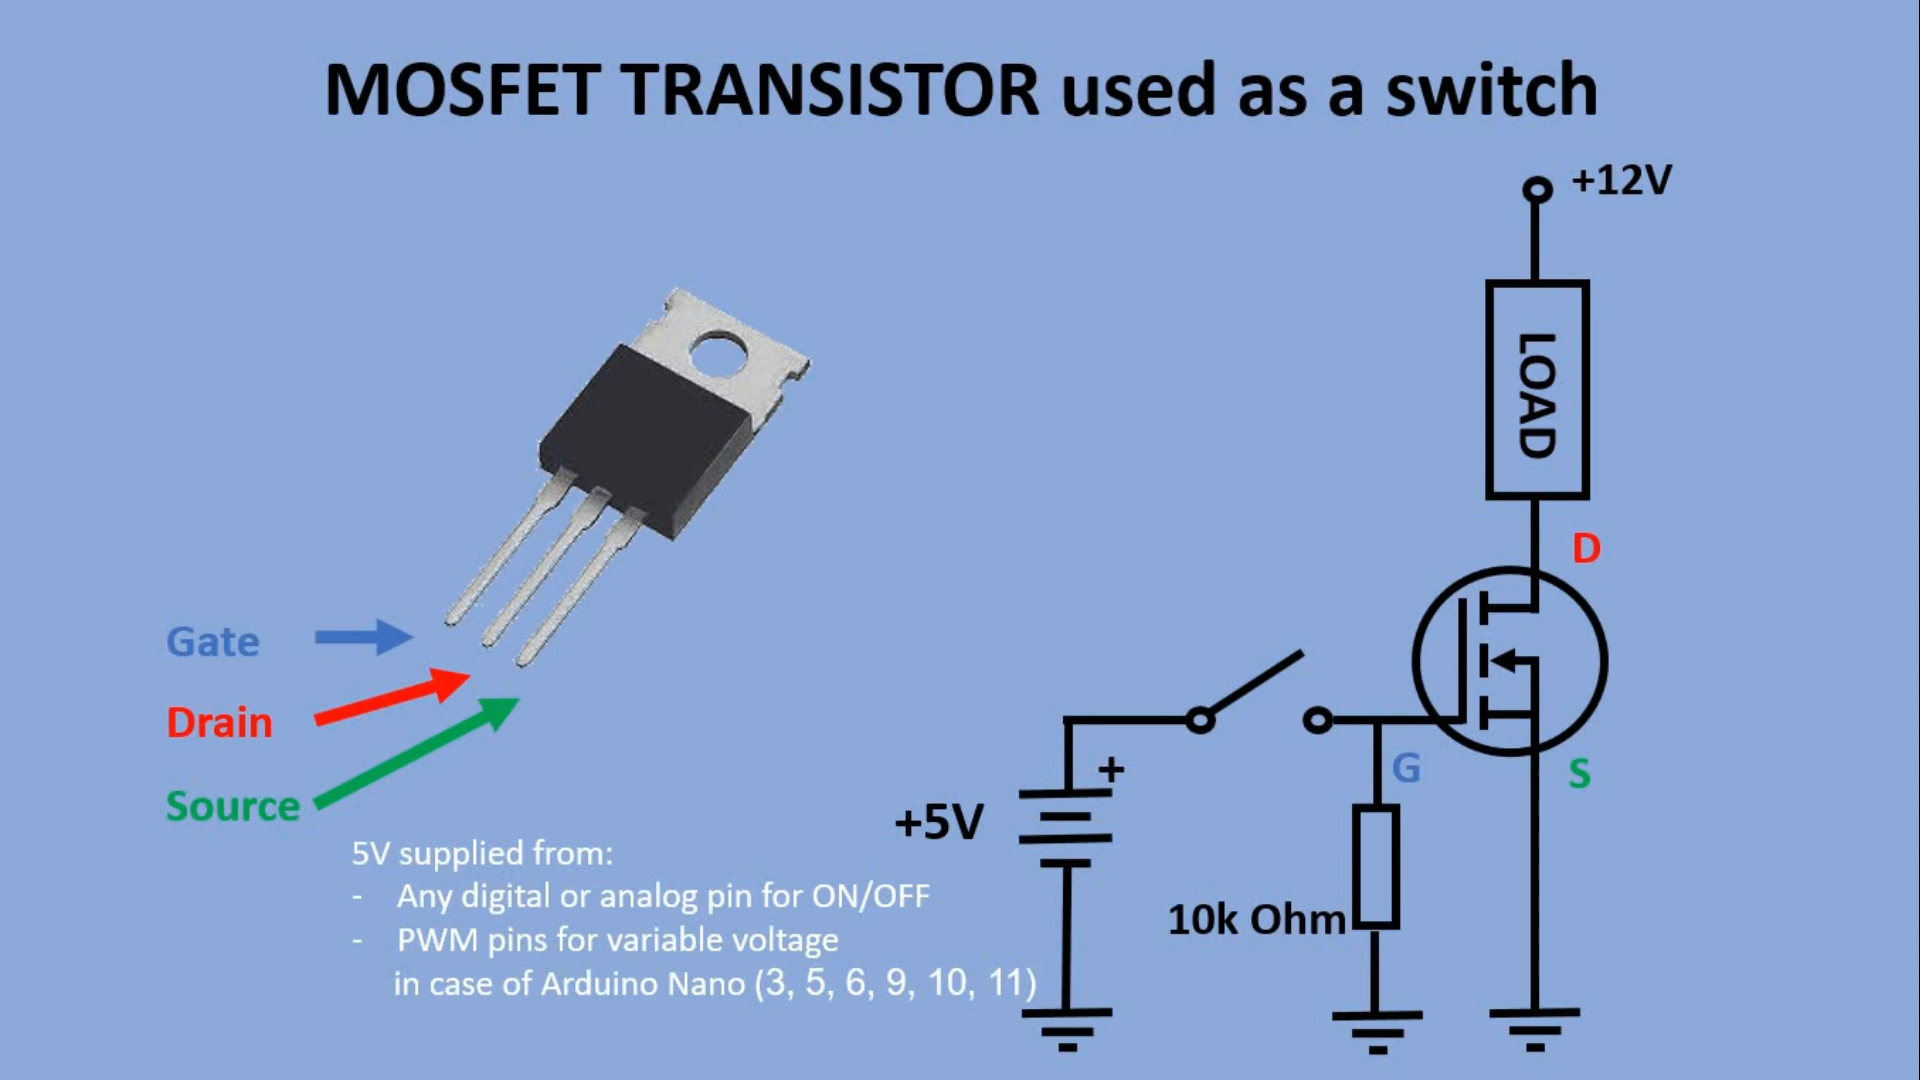 MOSFET TRANSISTOR used as a switch
+12V
LOAD
D
Gate
Drain
Source
G
S
+
+5V
10k Ohm
5V supplied from:
- Any digital or analog pin for ON/OFF
- PWM pins for variable voltage
in case of Arduino Nano (3, 5, 6, 9, 10, 11)